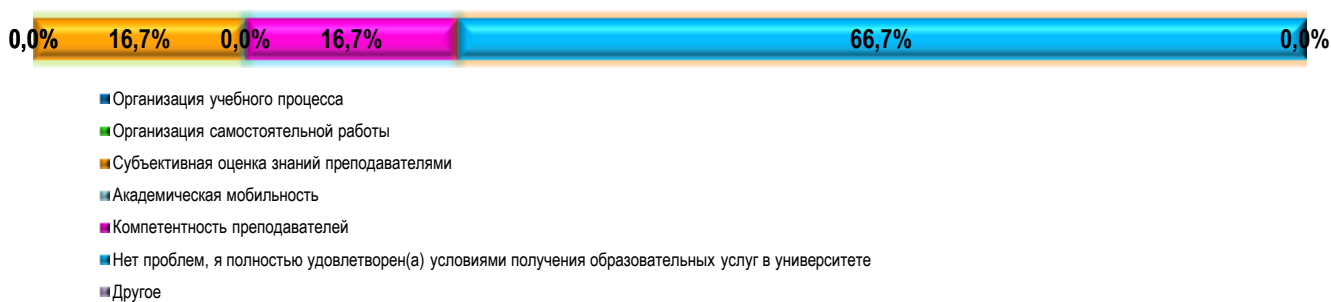 0,0% 16,7% 0,0% 16,7% 66,7% 0,0%
Организация учебного процесса
Организация самостоятельной работы
Субъективная оценка знаний преподавателями
Академическая мобильность
Компетентность преподавателей
Нет проблем, я полностью удовлетворен(а) условиями получения образовательных услуг в университете
Другое